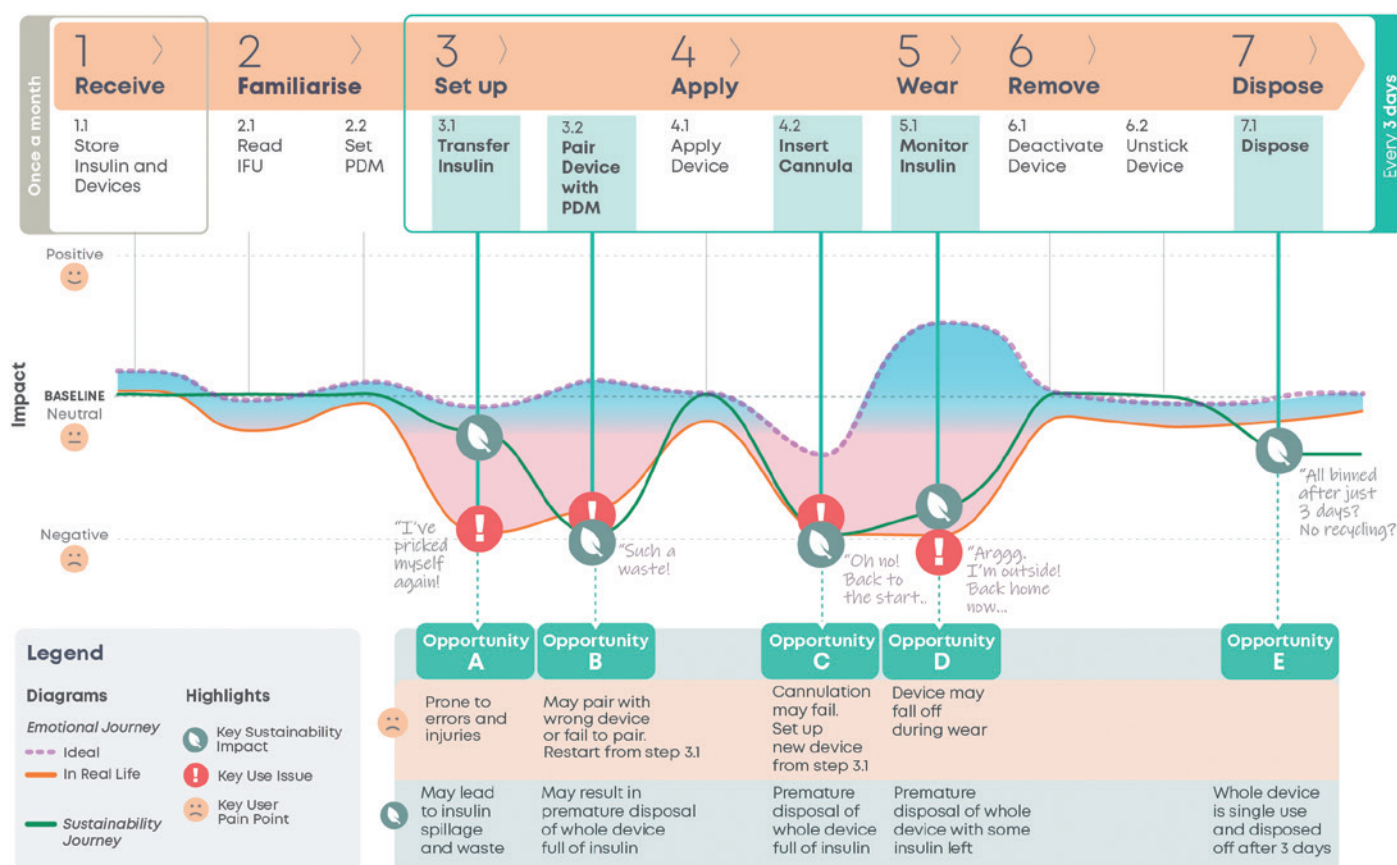 Once a month
1
Receive
2
Familiarise
3
Set up
4
Apply
5
Wear
6
Remove
7
Dispose
Every 3 days
1.1
Store
Insulin and
Devices
2.1
Read
IFU
2.2
Set
PDM
3.1
Transfer
Insulin
3.2
Pair
Device
with
PDM
4.1
Apply
Device
4.2
Insert
Cannula
5.1
Monitor
Insulin
6.1
Deactivate
Device
6.2
Unstick
Device
7.1
Dispose
Impact
Positive
BASELINE
Neutral
Negative
"I've
pricked
myself
again!
"Such a
waste!
"Oh no!
Back to
the start..
"Arggg.
I'm outside!
Back home
now...
"All binned
after just
3 days?
No recycling?
Legend
Diagrams
Emotional Journey
Ideal
In Real Life
Sustainability
Journey
Highlights
Key Sustainability
Impact
Key Use Issue
Key User
Pain Point
Opportunity
A
Opportunity
B
Opportunity
C
Opportunity
D
Opportunity
E
Prone to
errors and
injuries
May pair with
wrong device
or fail to pair.
Restart from step 3.1
Cannulation
may fail.
Set up
new device
from step 3.1
Device may
fall off
during wear
May lead
to insulin
spillage
and waste
May result in
premature disposal
of whole device
full of insulin
Premature
disposal of
whole device
full of insulin
Premature
disposal of whole
device with some
insulin left
Whole device
is single use
and disposed
off after 3 days